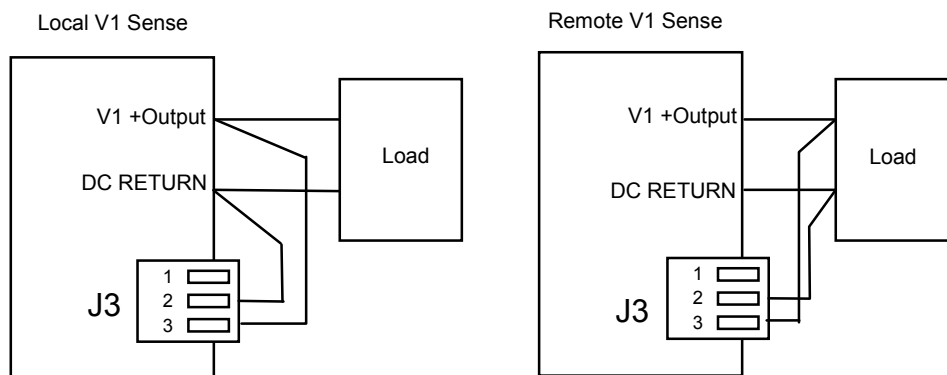 Local V1 Sense
V1 +Output
DC RETURN
Load
J3
1
2
3
Remote V1 Sense
V1 +Output
DC RETURN
Load
J3
1
2
3